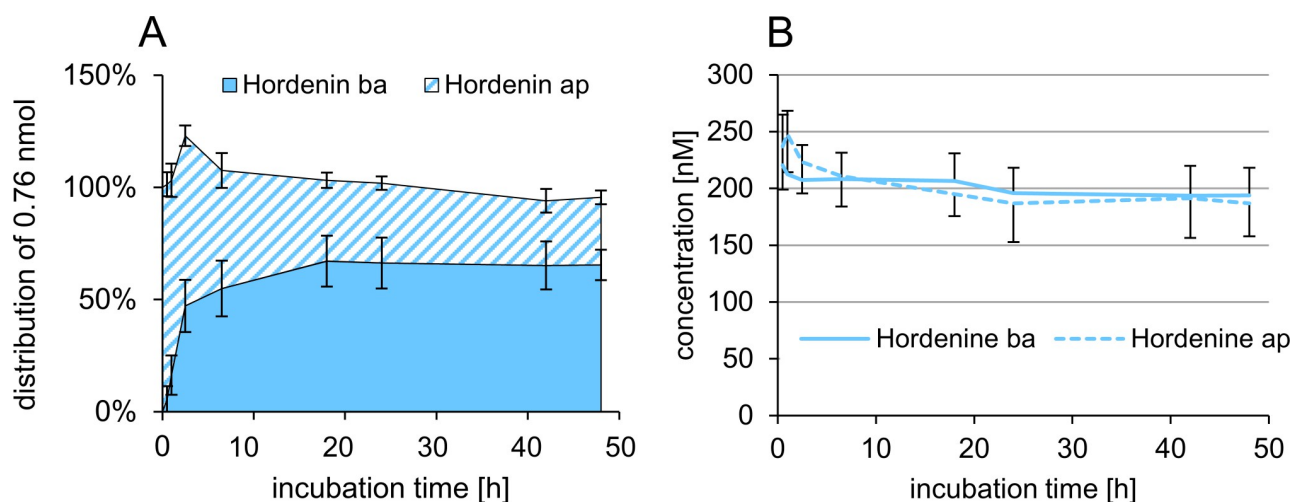 A
150%
100%
50%
0%
distribution of 0.76 nmol
Hordenin ba
Hordenin ap
0 10 20 30 40 50
incubation time [h]
B
300
250
200
150
100
50
0
concentration [nM]
Hordenine ba
Hordenine ap
0 10 20 30 40 50
incubation time [h]